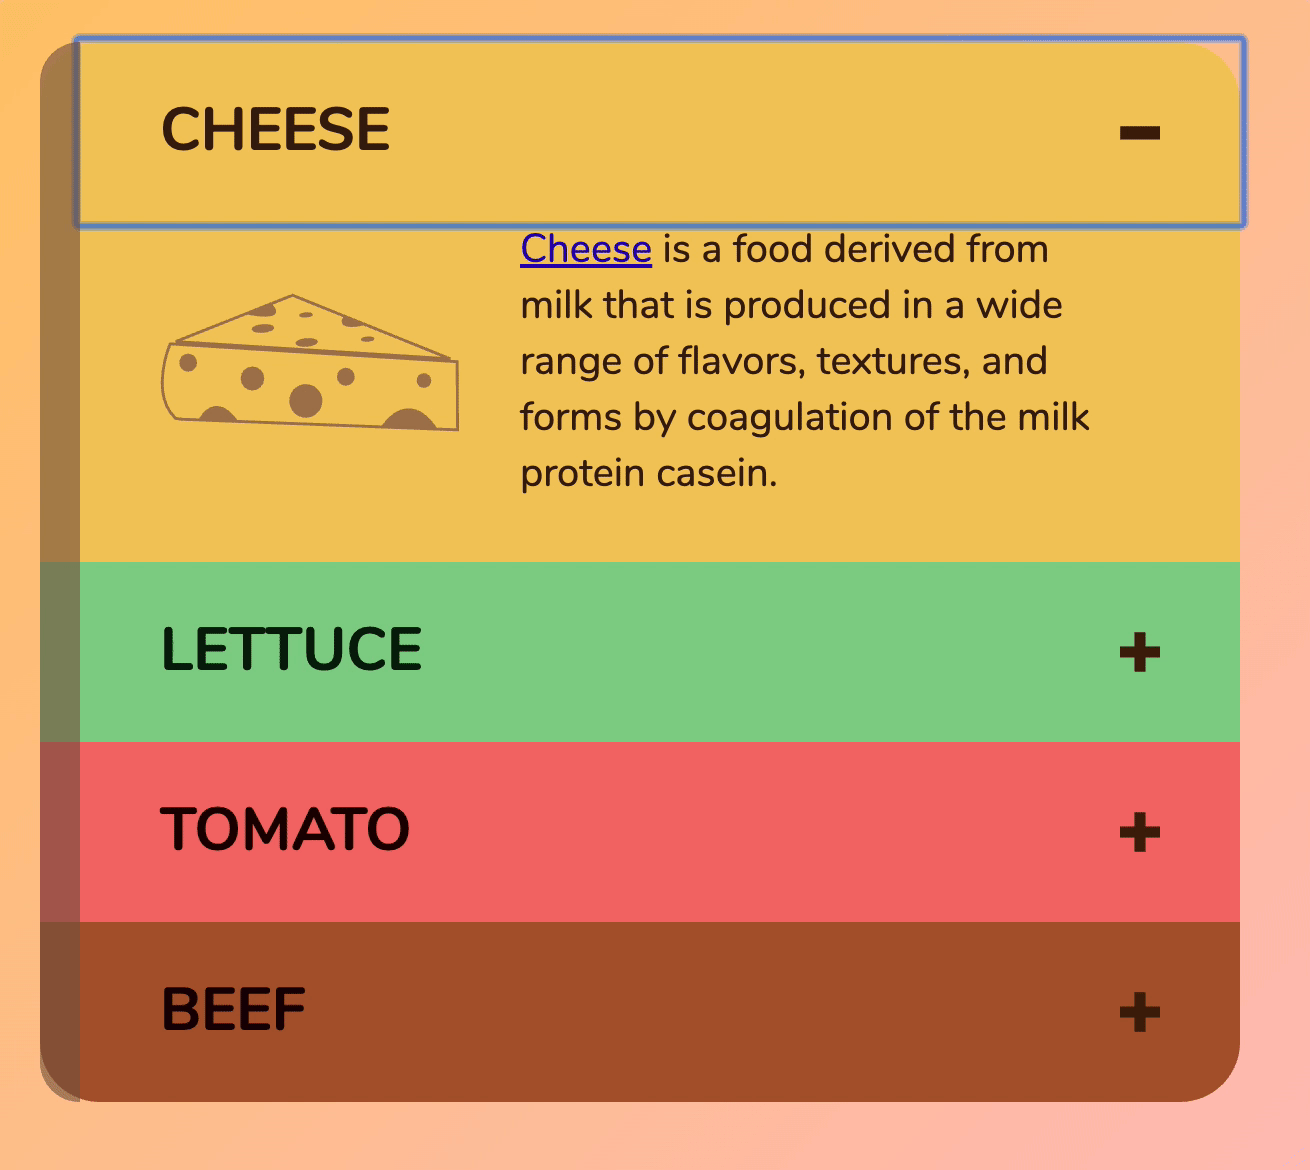 CHEESE
Cheese is a food derived from
milk that is produced in a wide
range of flavors, textures, and
forms by coagulation of the milk
protein casein.
LETTUCE
TOMATO
BEEF